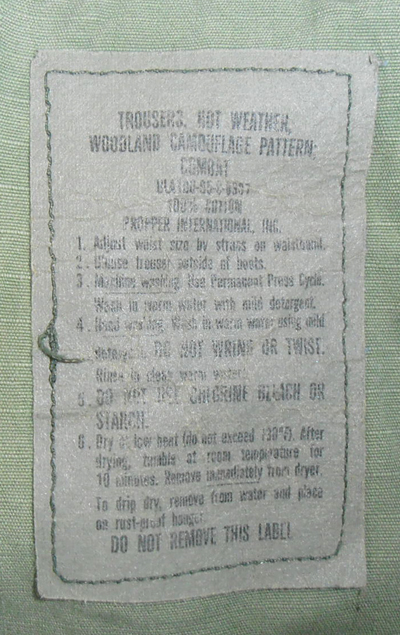 TROUSERS, HOT WEATHER,
WOODLAND CAMOUFLAGE PATTERN,
COMBAT
100% COTTON
PROPPER INTERNATIONAL, INC.
1. Adjust waist size by straps on waistband.
2. trouser outside of boots.
3. Machine washing. Use Permanent Press Cycle.
Wash in warm water with mild detergent.
4. Hand washing. Wash in warm water using mild
detergent. DO NOT WRING OR TWIST.
Rinse in clean warm water.
5. DO NOT USE CHLORINE BLEACH OR
STARCH.
6. Dry at low heat (do not exceed 130°F). After
drying, tumble at room temperature for
10 minutes. Remove immediately from dryer.
To drip dry, remove from water and place
on rust-proof hanger
DO NOT REMOVE THIS LABEL